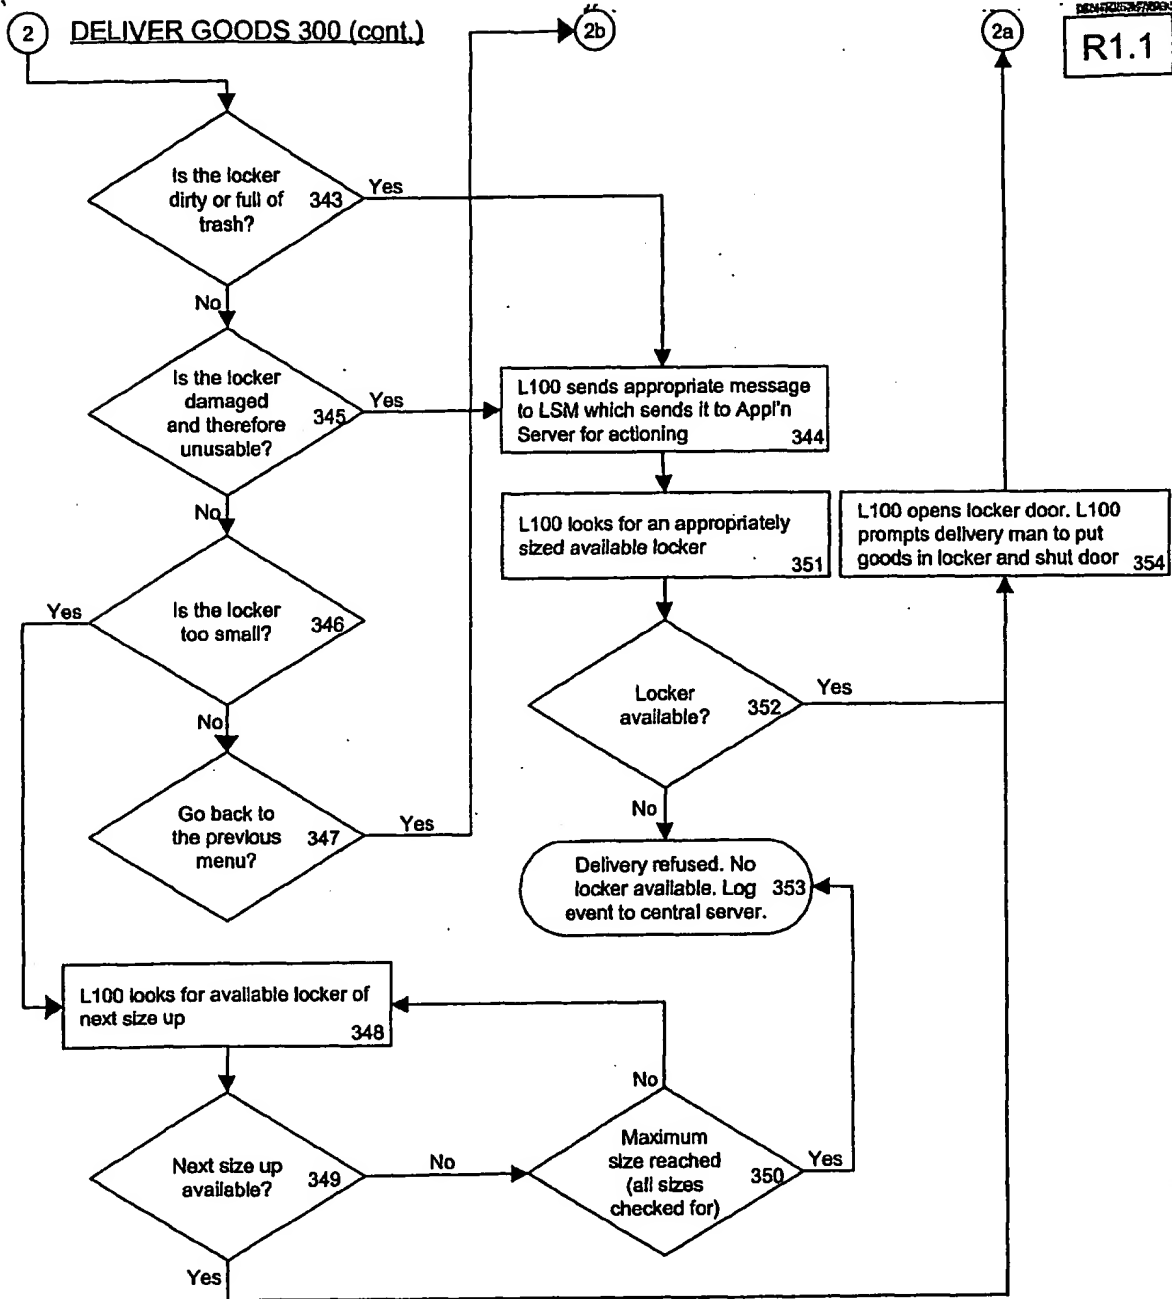 2
DELIVER GOODS 300 (cont.)
2b
2a
R1.1
Is the locker
dirty or full of
trash?
343
Yes
No
Is the locker
damaged
and therefore
unusable?
345
Yes
No
L100 sends appropriate message
to LSM which sends it to Appl'n
Server for actioning
344
L100 looks for an appropriately
sized available locker
351
L100 opens locker door. L100
prompts delivery man to put
goods in locker and shut door
354
Yes
Is the locker
too small?
346
No
Locker
available?
352
Yes
No
Go back to
the previous
menu?
347
Yes
Delivery refused. No
locker available. Log
event to central server.
353
L100 looks for available locker of
next size up
348
No
Next size up
available?
349
No
Maximum
size reached
(all sizes
checked for)
350
Yes
Yes